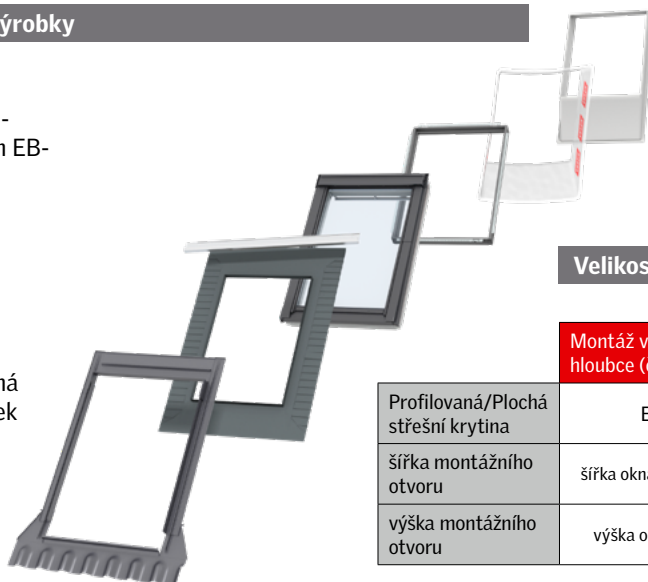 ýrobky
-
n EB-
ná
ek
Velikos
Montáž v
hloubce (
Profilovaná/Plochá
střešní krytina
E
šířka montážního
otvoru
šířka okna
výška montážního
otvoru
výška o